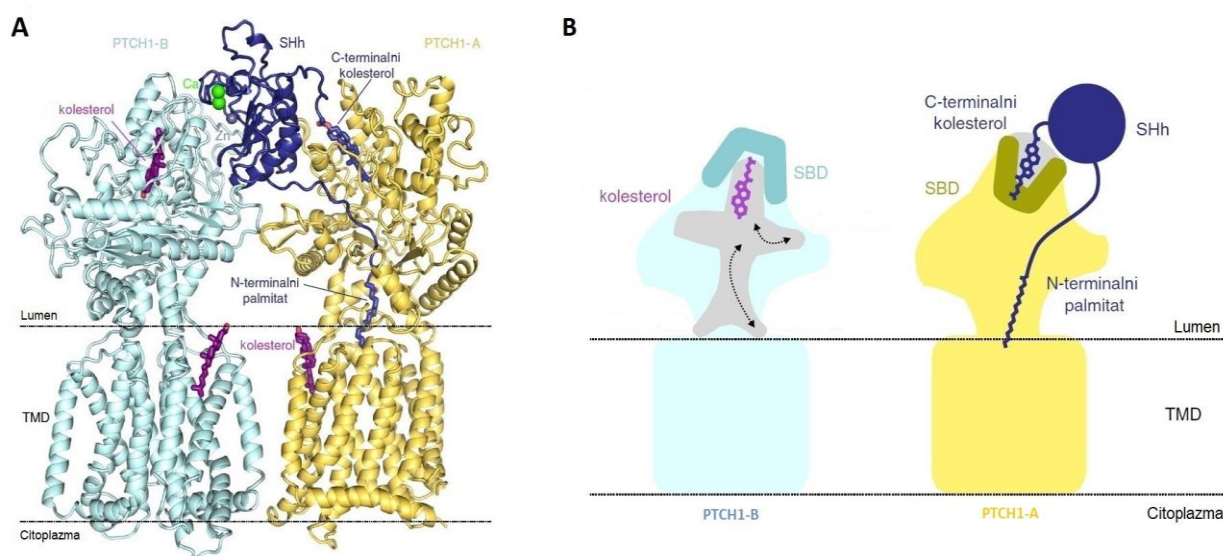 A
PTCH1-B
SHh
PTCH1-A
C-terminalni
kolesterol
Ca
kolesterol
Zn
N-terminalni
palmitat
Lumen
kolesterol
TMD
Citoplazma
B
C-terminalni
kolesterol
SHh
SBD
kolesterol
SBD
N-terminalni
palmitat
Lumen
TMD
PTCH1-B
PTCH1-A
Citoplazma